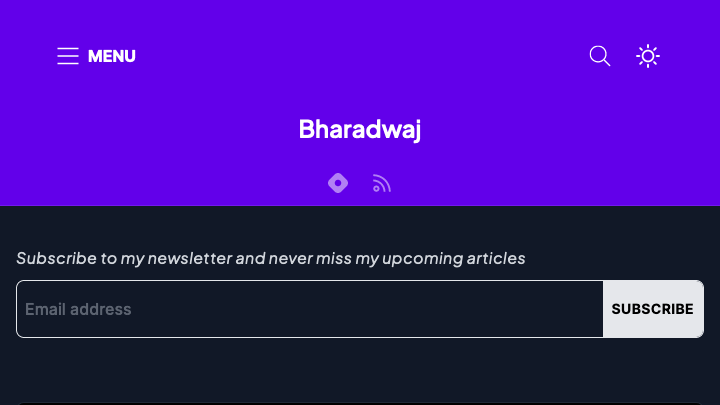 MENU
Bharadwaj
Subscribe to my newsletter and never miss my upcoming articles
Email address
SUBSCRIBE